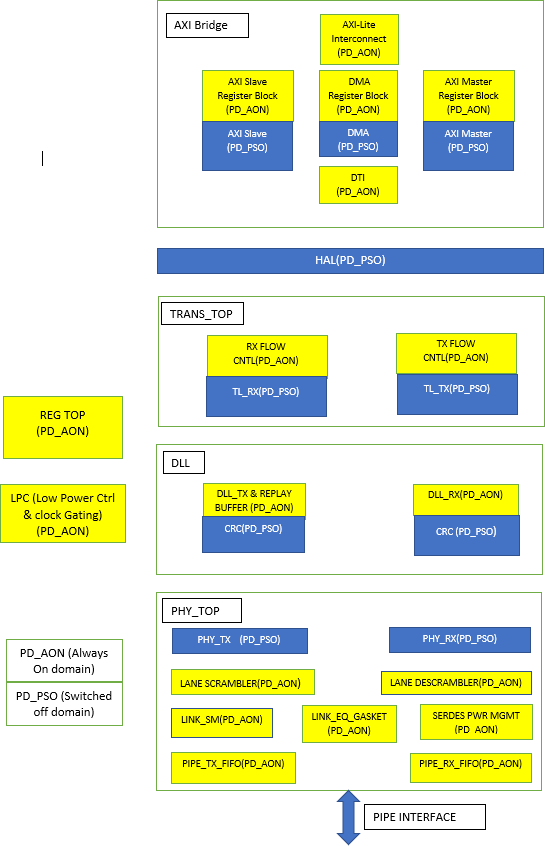 AXI Bridge
AXI-Lite
Interconnect
(PD_AON)
AXI Slave
Register Block
(PD_AON)
DMA
Register Block
(PD_AON)
AXI Master
Register Block
(PD_AON)
AXI Slave
(PD_PSO)
DMA
(PD_PSO)
AXI Master
(PD_PSO)
DTI
(PD_AON)
HAL(PD_PSO)
TRANS_TOP
RX FLOW
CNTL(PD_AON)
TX FLOW
CNTL(PD_AON)
TL_RX(PD_PSO)
TL_TX(PD_PSO)
REG TOP
(PD_AON)
DLL
LPC (Low Power Ctrl
& clock Gating)
(PD_AON)
DLL_TX & REPLAY
BUFFER (PD_AON)
DLL_RX(PD_AON)
CRC(PD_PSO)
CRC (PD_PSO)
PHY_TOP
PHY_TX (PD_PSO)
PHY_RX(PD_PSO)
PD_AON (Always
On domain)
PD_PSO (Switched
off domain)
LANE SCRAMBLER(PD_AON)
LANE DESCRAMBLER(PD_AON)
LINK_SM(PD_AON)
LINK_EQ_GASKET
(PD_AON)
SERDES PWR MGMT
(PD_AON)
PIPE_TX_FIFO(PD_AON)
PIPE_RX_FIFO(PD_AON)
PIPE INTERFACE